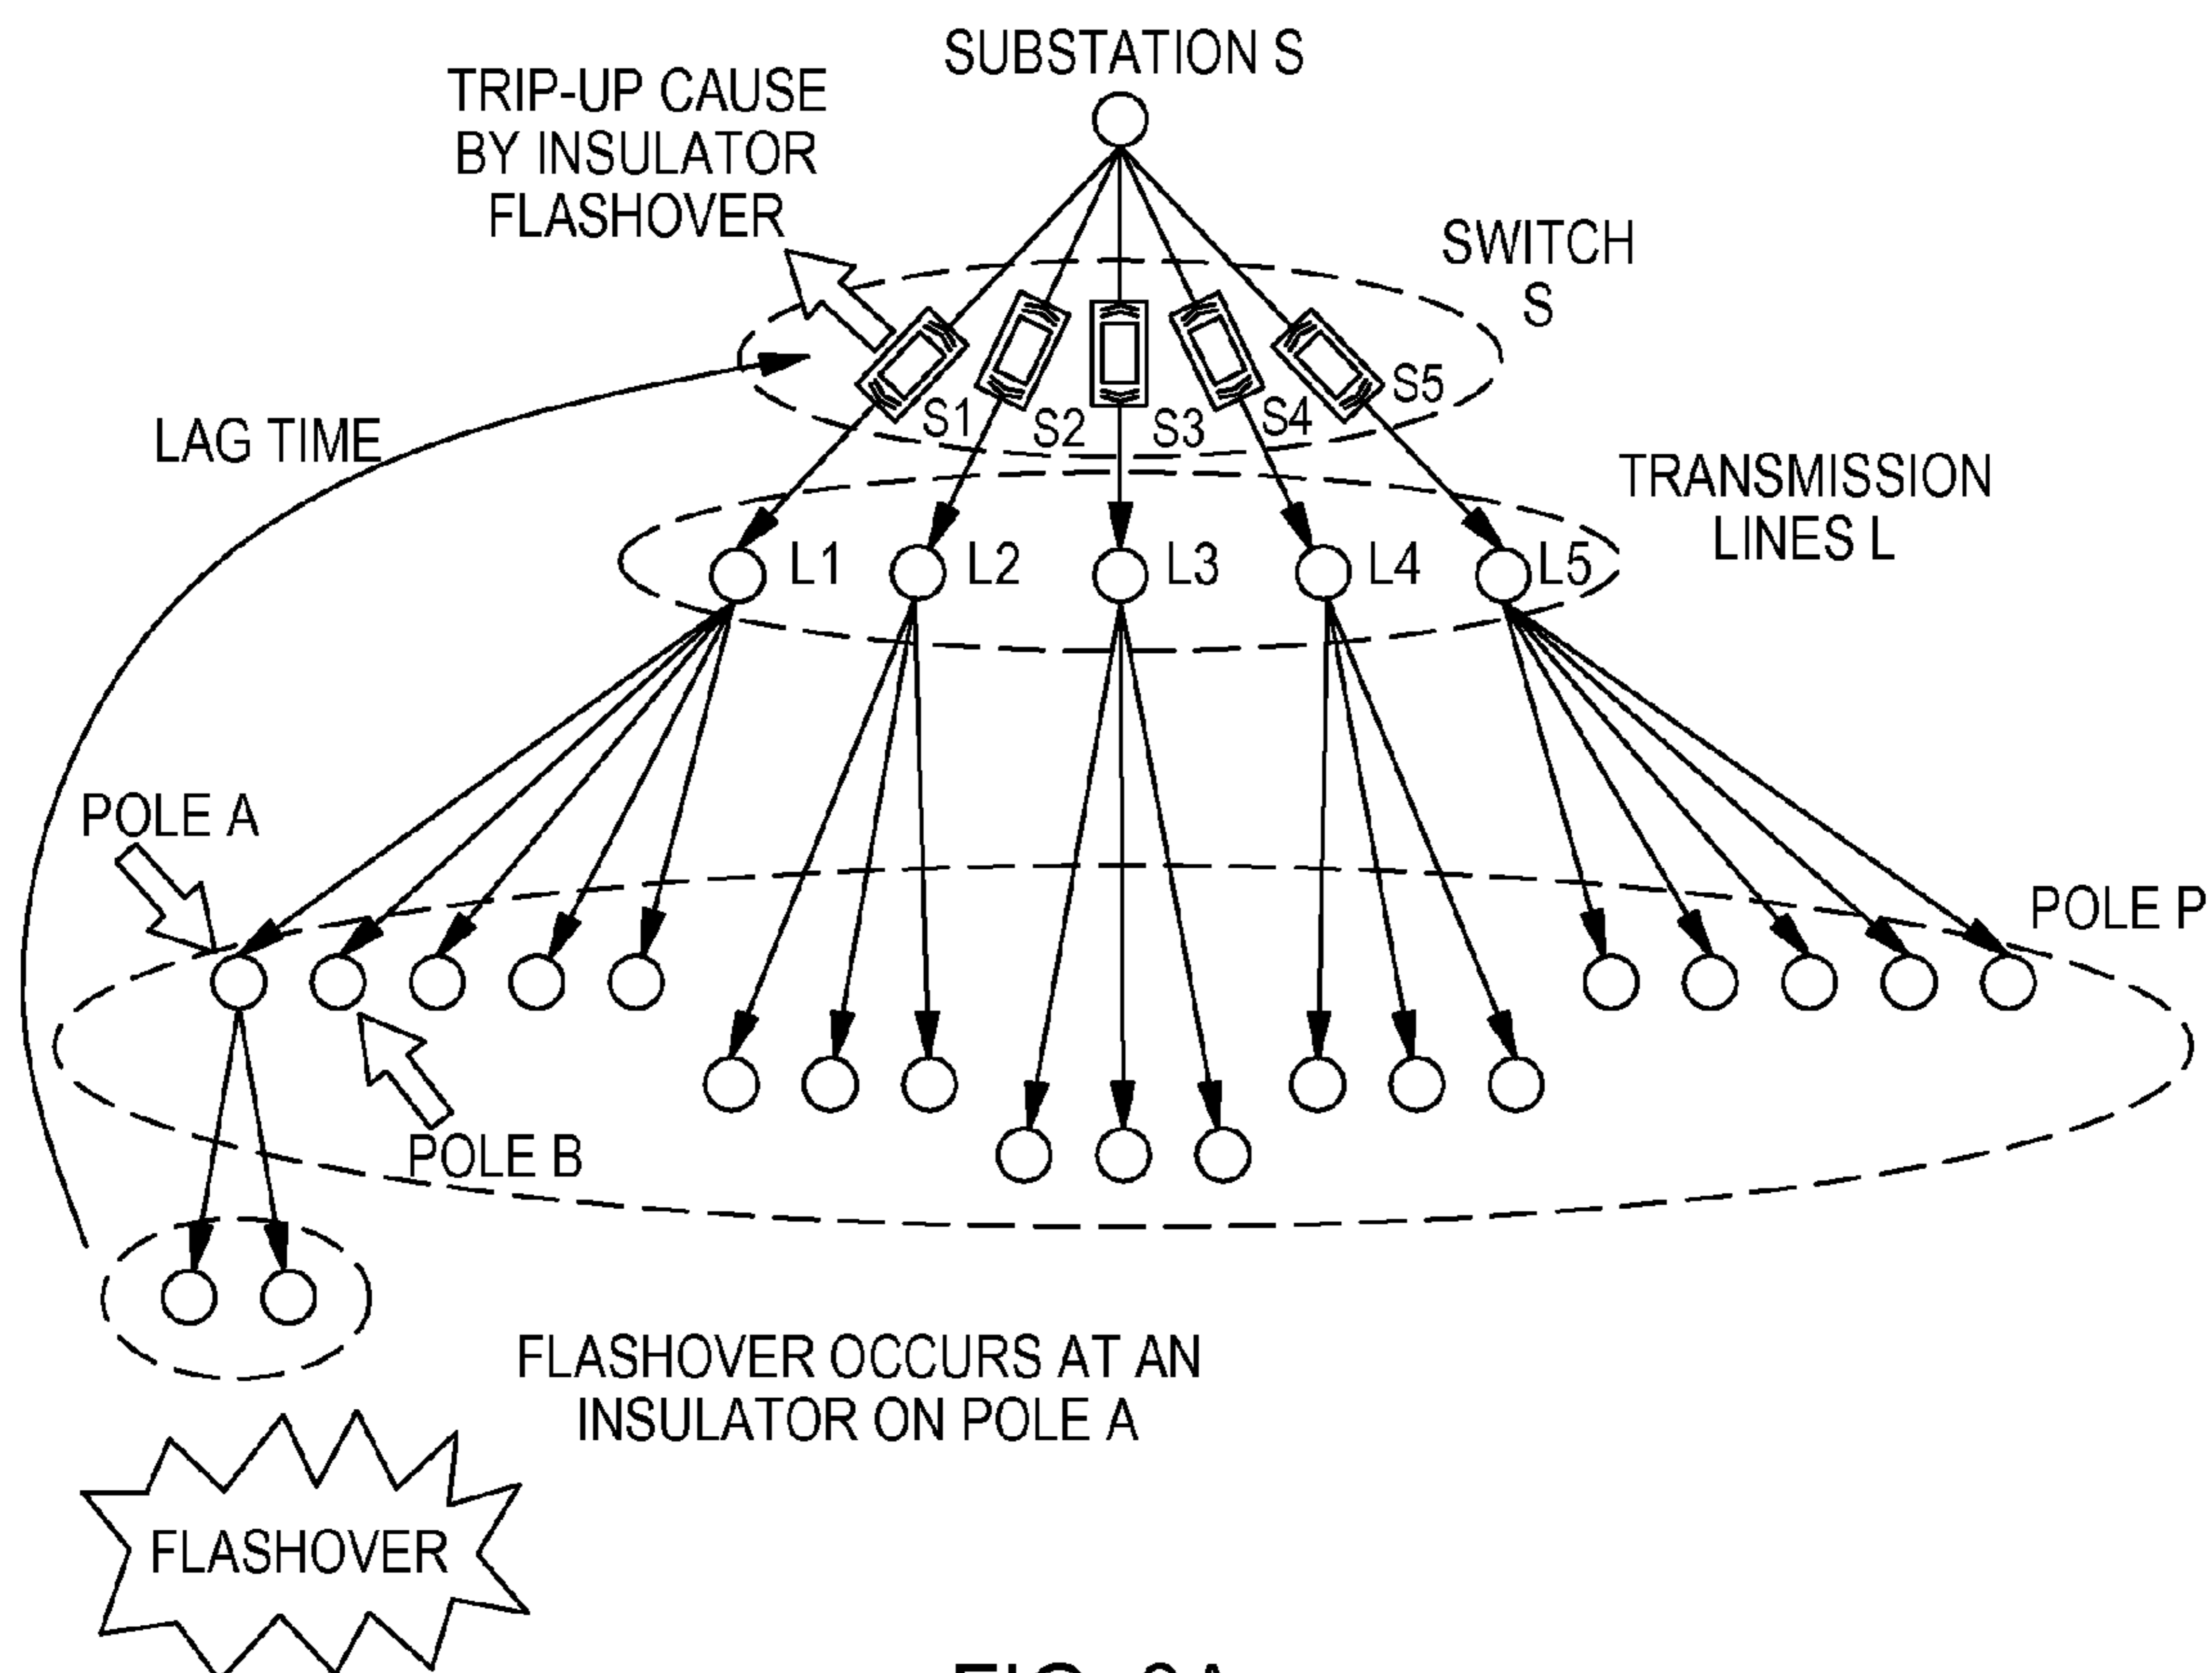 SUBSTATION S
TRIP-UP CAUSE
BY INSULATOR
FLASHOVER
SWITCH
S
S1
S2
S3
S4
S5
LAG TIME
TRANSMISSION
LINES L
L1
L2
L3
L4
L5
POLE A
POLE P
POLE B
FLASHOVER OCCURS AT AN
INSULATOR ON POLE A
FLASHOVER